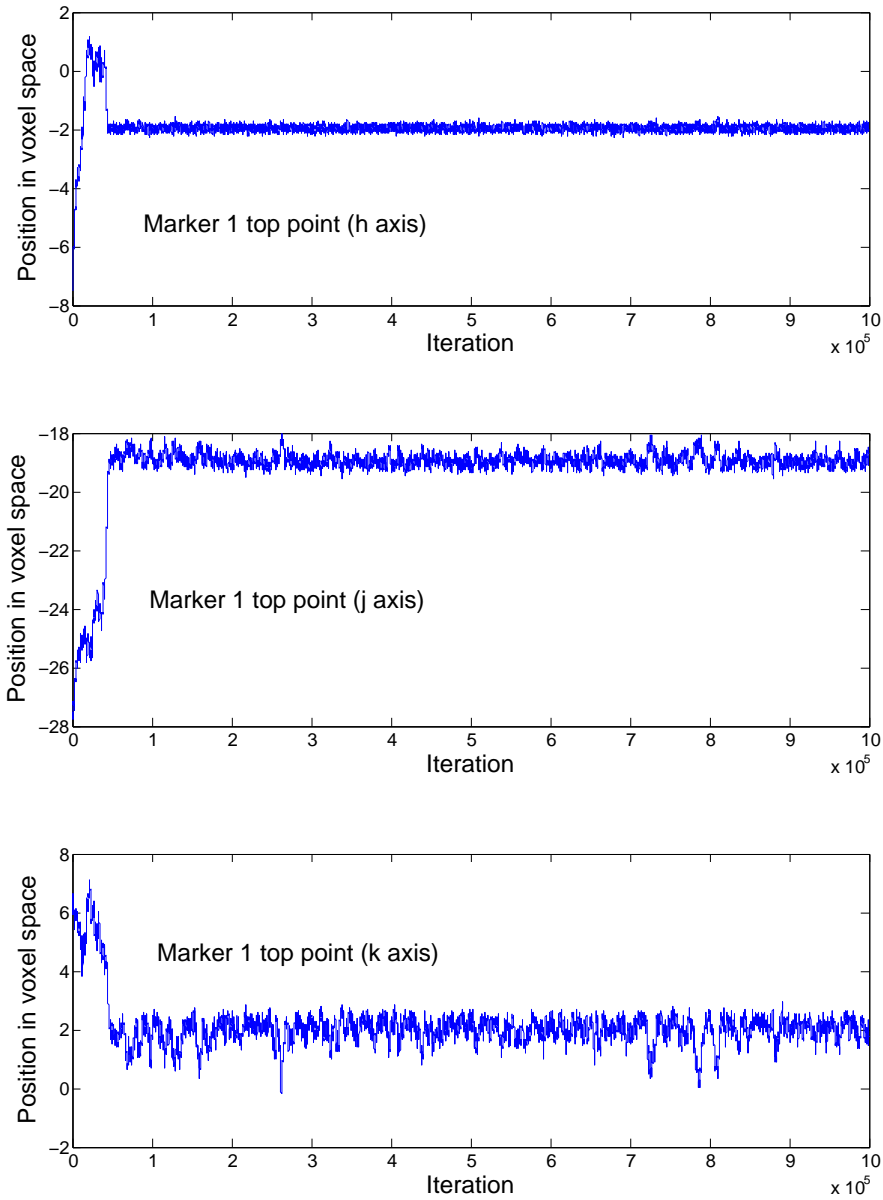 2
0
−2
−4
−6
−8
Position in voxel space
Marker 1 top point (h axis)
0 1 2 3 4 5 6 7 8 9 10
Iteration
x 10^5
−18
−20
−22
−24
−26
−28
Position in voxel space
Marker 1 top point (j axis)
0 1 2 3 4 5 6 7 8 9 10
Iteration
x 10^5
8
6
4
2
0
−2
Position in voxel space
Marker 1 top point (k axis)
0 1 2 3 4 5 6 7 8 9 10
Iteration
x 10^5